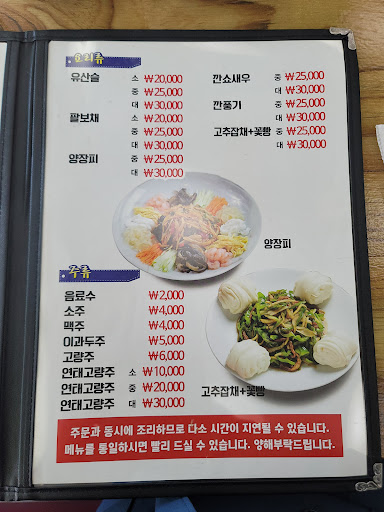 요리류
유산슬 소 ₩20,000
중 ₩25,000
대 ₩30,000
팔보채 소 ₩20,000
중 ₩25,000
대 ₩30,000
양장피 중 ₩25,000
대 ₩30,000
깐쇼새우 중 ₩25,000
대 ₩30,000
깐풍기 중 ₩25,000
대 ₩30,000
고추잡채+꽃빵 중 ₩25,000
대 ₩30,000
양장피
주류
음료수 ₩2,000
소주 ₩4,000
맥주 ₩4,000
이과두주 ₩5,000
고량주 ₩6,000
연태고량주 소 ₩10,000
연태고량주 중 ₩20,000
연태고량주 대 ₩30,000
고추잡채+꽃빵
주문과 동시에 조리하므로 다소 시간이 지연될 수 있습니다.
메뉴를 통일하시면 빨리 드실 수 있습니다. 양해부탁드립니다.